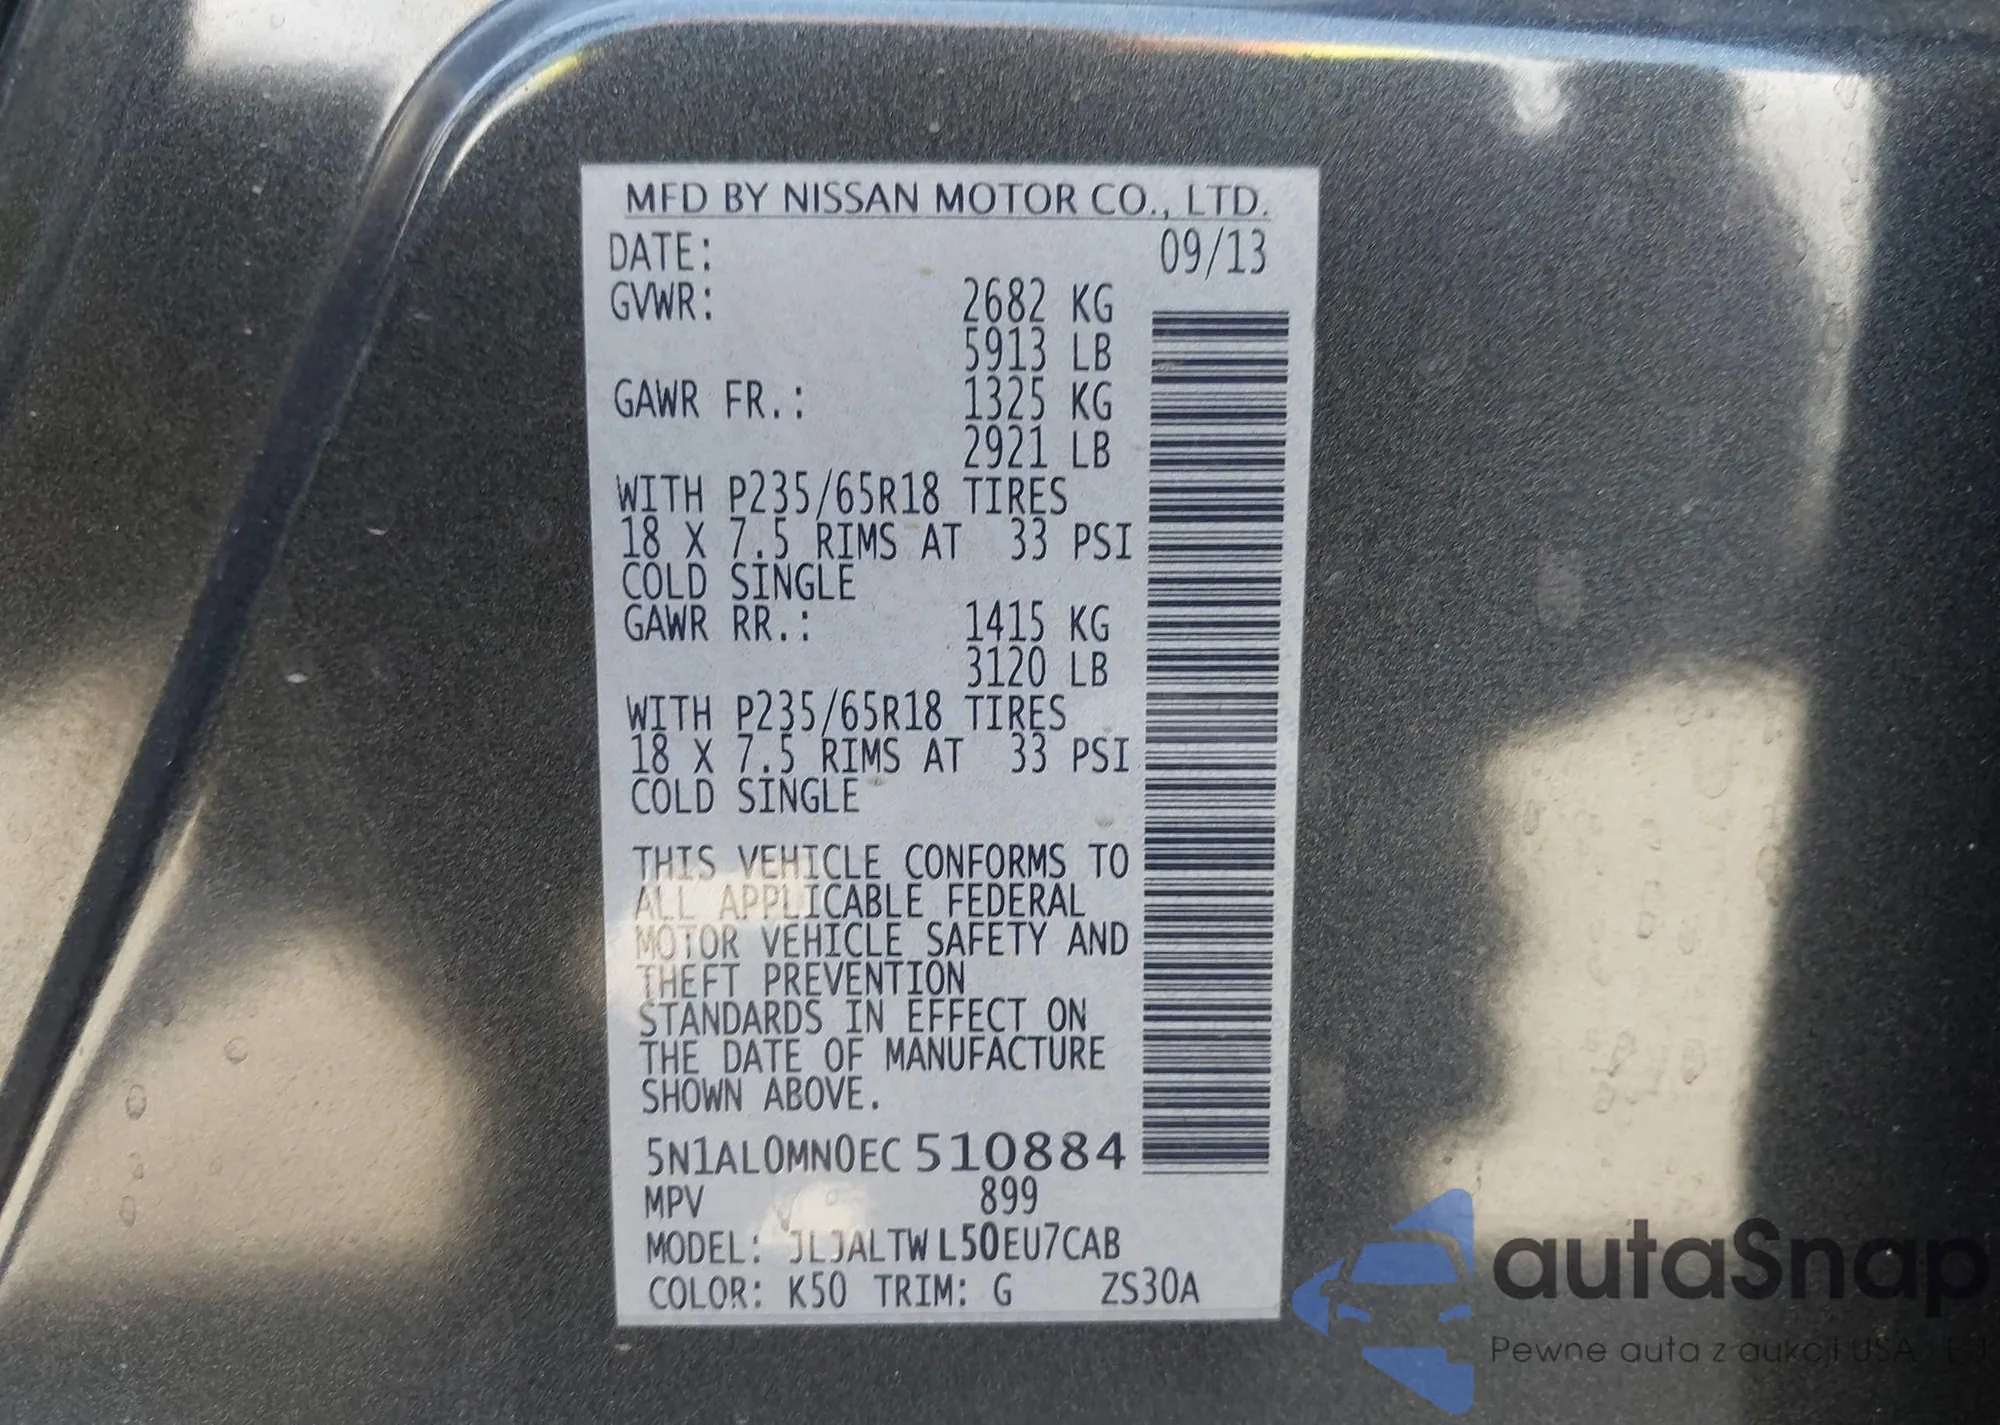 MFD BY NISSAN MOTOR CO., LTD.
DATE: 09/13
GVWR: 2682 KG
5913 LB
GAWR FR.: 1325 KG
2921 LB
WITH P235/65R18 TIRES
18 X 7.5 RIMS AT 33 PSI
COLD SINGLE
GAWR RR.: 1415 KG
3120 LB
WITH P235/65R18 TIRES
18 X 7.5 RIMS AT 33 PSI
COLD SINGLE
THIS VEHICLE CONFORMS TO
ALL APPLICABLE FEDERAL
MOTOR VEHICLE SAFETY AND
THEFT PREVENTION
STANDARDS IN EFFECT ON
THE DATE OF MANUFACTURE
SHOWN ABOVE.
5N1AL0MN0EC510884
MPV 899
MODEL: JLJALTWL50EU7CAB
COLOR: K50 TRIM: G ZS30A
autaSnap
Pewne auta z aukcji USA i EU